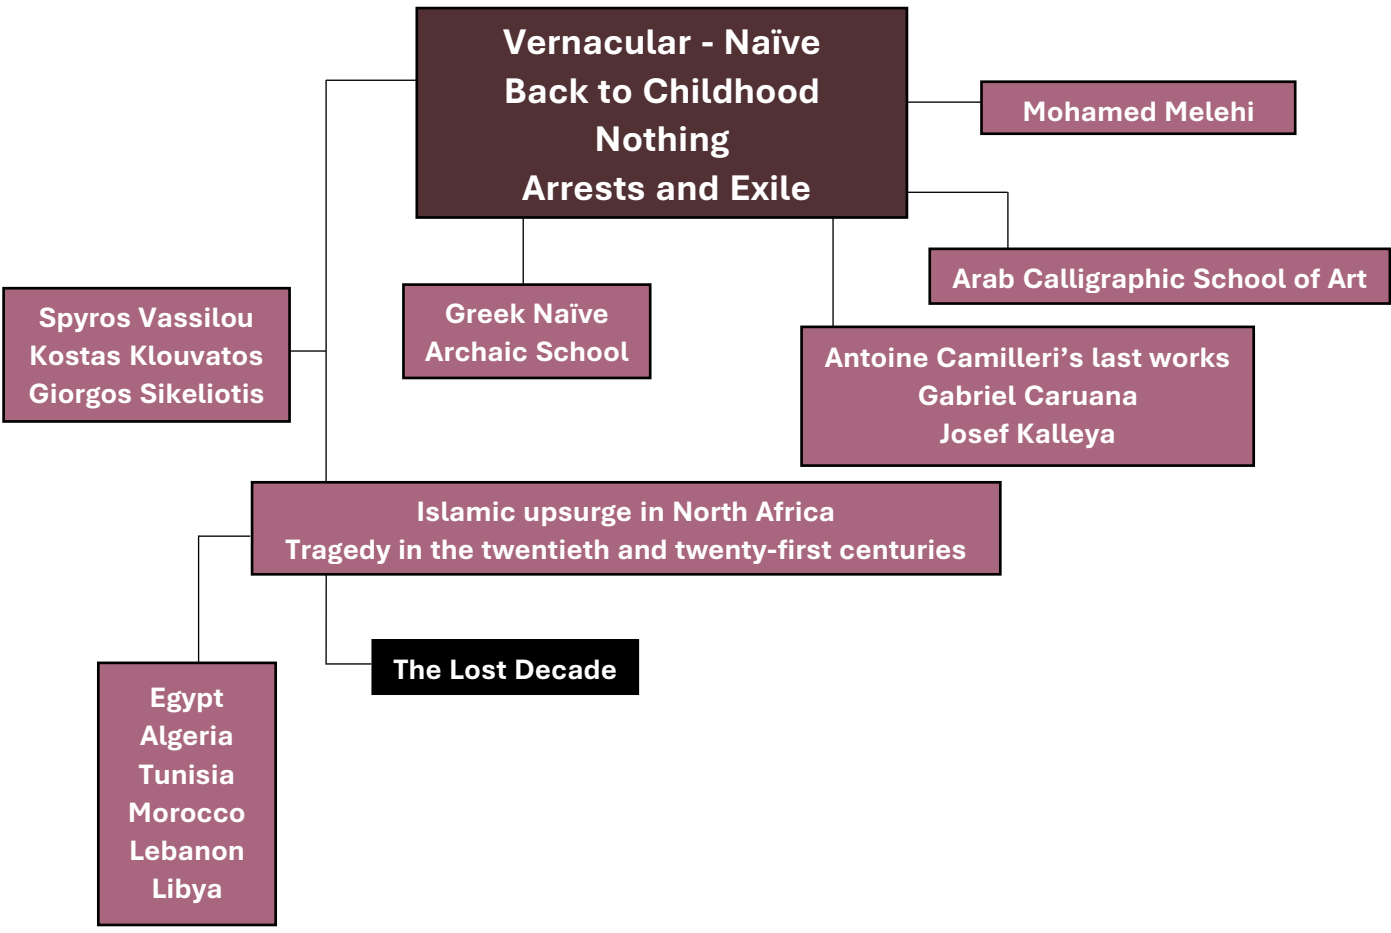 Vernacular - Naïve
Back to Childhood
Nothing
Arrests and Exile
Mohamed Melehi
Arab Calligraphic School of Art
Spyros Vassilou
Kostas Klouvatos
Giorgos Sikeliotis
Greek Naïve
Archaic School
Antoine Camilleri’s last works
Gabriel Caruana
Josef Kalleya
Islamic upsurge in North Africa
Tragedy in the twentieth and twenty-first centuries
The Lost Decade
Egypt
Algeria
Tunisia
Morocco
Lebanon
Libya